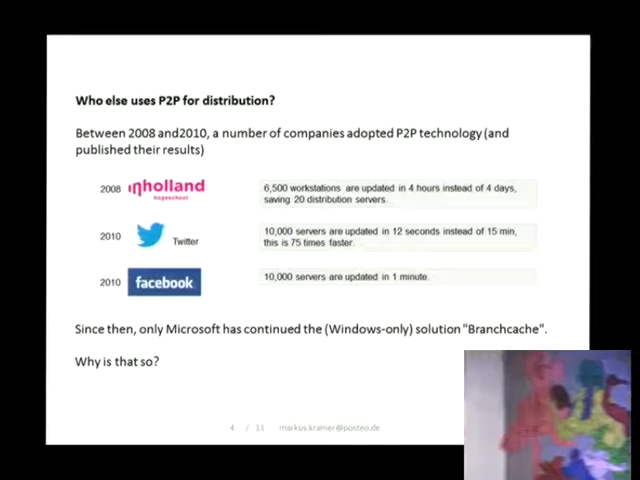 Who else uses P2P for distribution?
Between 2008 and2010, a number of companies adopted P2P technology (and
published their results)
2008 inholland
hogeschool
6,500 workstations are updated in 4 hours instead of 4 days,
saving 20 distribution servers.
2010 Twitter
10,000 servers are updated in 12 seconds instead of 15 min,
this is 75 times faster.
2010 facebook
10,000 servers are updated in 1 minute.
Since then, only Microsoft has continued the (Windows-only) solution "Branchcache".
Why is that so?
4 / 11 markus.kramer@posteo.de